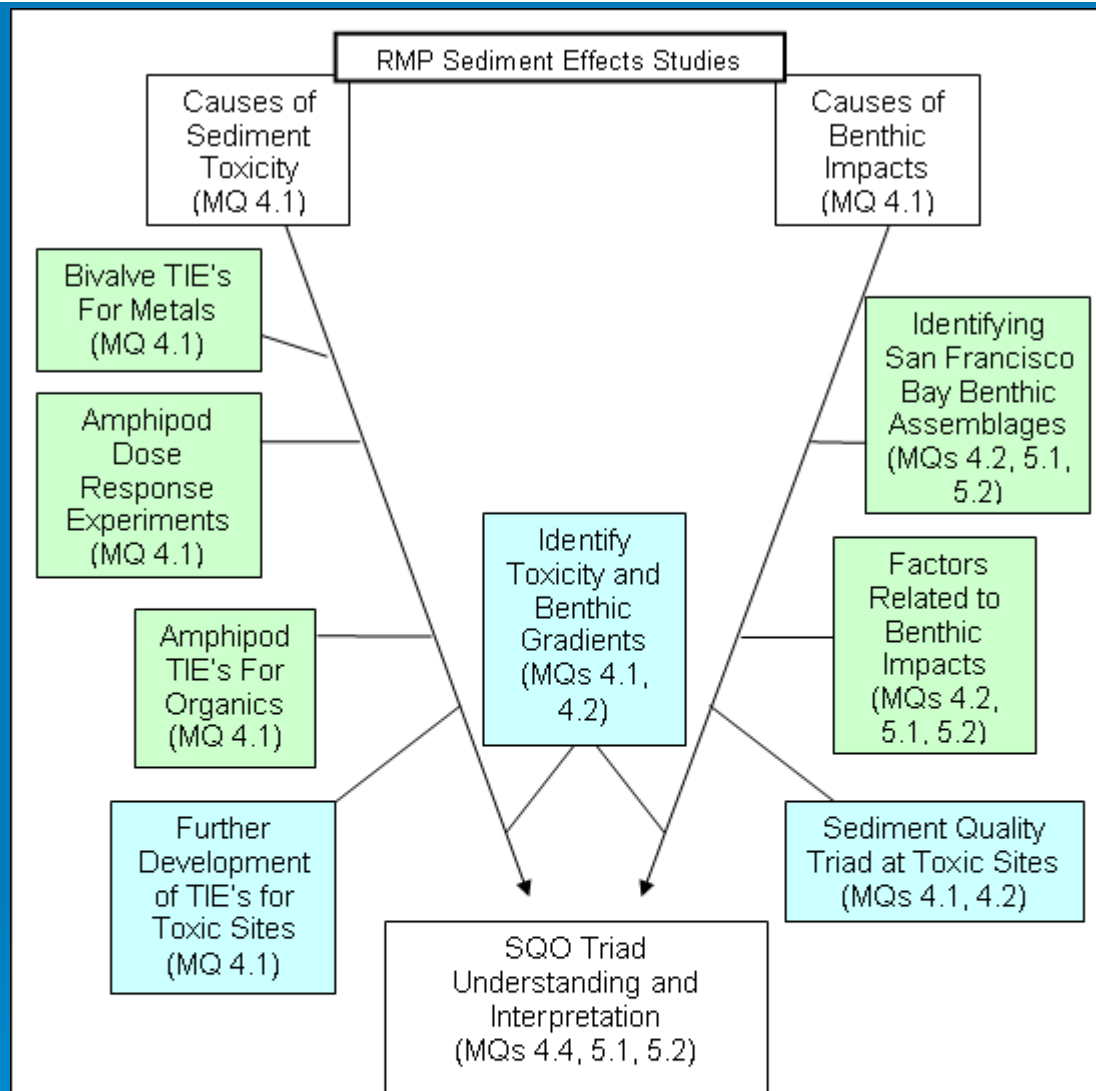 RMP Sediment Effects Studies
Causes of
Sediment
Toxicity
(MQ 4.1)
Causes of
Benthic
Impacts
(MQ 4.1)
Bivalve TIE's
For Metals
(MQ 4.1)
Amphipod
Dose
Response
Experiments
(MQ 4.1)
Amphipod
TIE's For
Organics
(MQ 4.1)
Further
Development
of TIE's for
Toxic Sites
(MQ 4.1)
Identify
Toxicity and
Benthic
Gradients
(MQs 4.1,
4.2)
Identifying
San Francisco
Bay Benthic
Assemblages
(MQs 4.2, 5.1,
5.2)
Factors
Related to
Benthic
Impacts
(MQs 4.2,
5.1, 5.2)
Sediment Quality
Triad at Toxic Sites
(MQs 4.1, 4.2)
SQO Triad
Understanding and
Interpretation
(MQs 4.4, 5.1, 5.2)